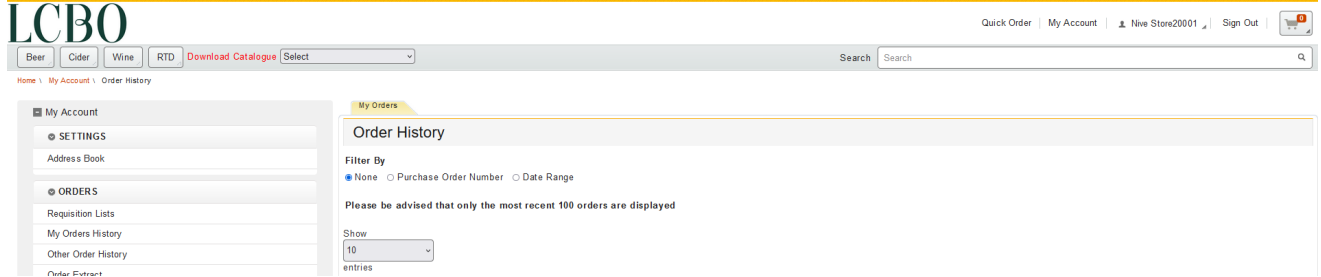 LCBO
Quick Order My Account Nive Store20001 Sign Out 0
Beer Cider Wine RTD Download Catalogue Select Search Search
Home \ My Account \ Order History
My Account
SETTINGS
Address Book
ORDERS
Requisition Lists
My Orders History
Other Order History
Order Extract
My Orders
Order History
Filter By
None Purchase Order Number Date Range
Please be advised that only the most recent 100 orders are displayed
Show
10
entries